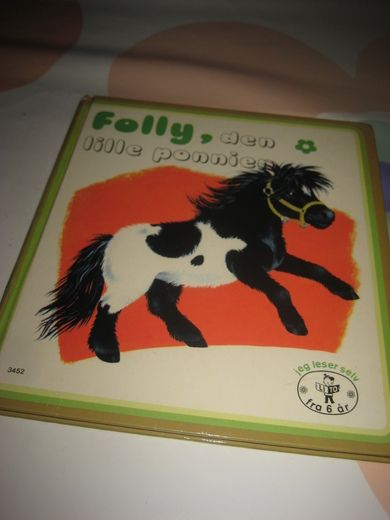 Folly, den
lille ponnien
3452
jeg leser selv
fra 6 år